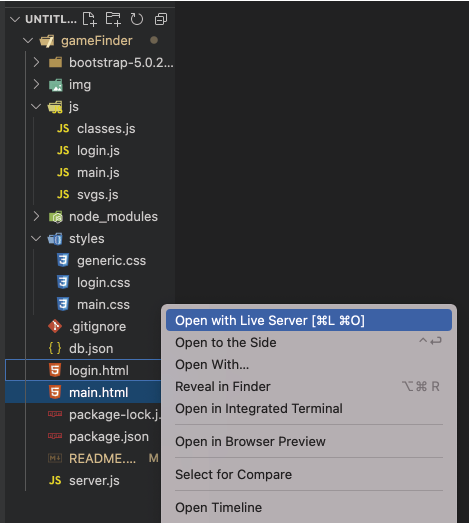 UNTITL...
gameFinder
bootstrap-5.0.2...
img
js
JS classes.js
JS login.js
JS main.js
JS svgs.js
node_modules
styles
generic.css
login.css
main.css
.gitignore
{ } db.json
login.html
main.html
package-lock.j...
package.json
README.... M
JS server.js
Open with Live Server [⌘L ⌘O]
Open to the Side ^↩
Open With...
Reveal in Finder ⌥⌘ R
Open in Integrated Terminal
Open in Browser Preview
Select for Compare
Open Timeline